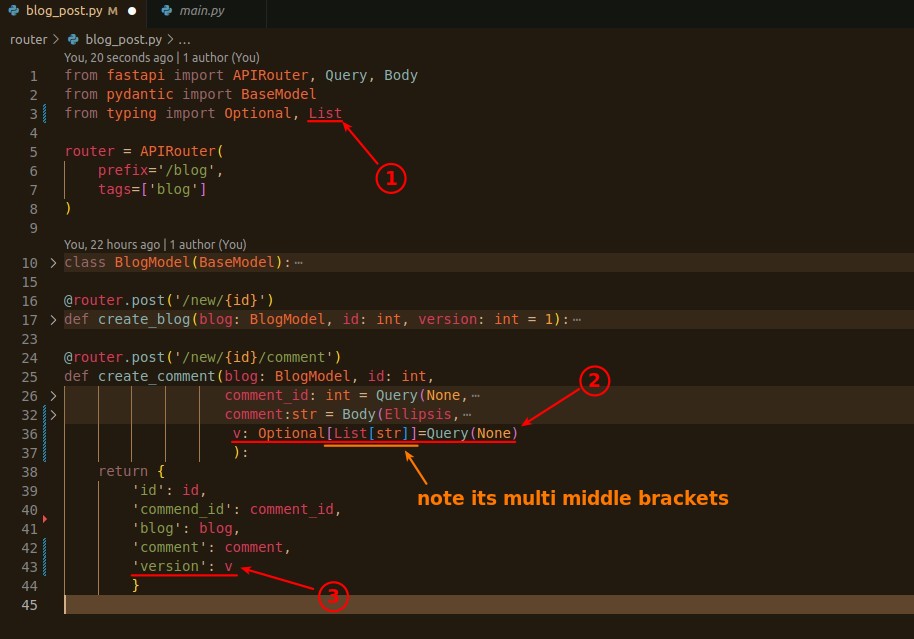 blog_post.py M ● main.py
router > blog_post.py > ...
You, 20 seconds ago | 1 author (You)
1 from fastapi import APIRouter, Query, Body
2 from pydantic import BaseModel
3 from typing import Optional, List
4
5 router = APIRouter(
①
6     prefix='/blog',
7     tags=['blog']
8 )
9
You, 22 hours ago | 1 author (You)
10 > class BlogModel(BaseModel):⋯
15
16 @router.post('/new/{id}')
17 > def create_blog(blog: BlogModel, id: int, version: int = 1):⋯
23
24 @router.post('/new/{id}/comment')
25 def create_comment(blog: BlogModel, id: int,
②
26 >                    comment_id: int = Query(None,⋯
32 >                    comment:str = Body(Ellipsis,⋯
36                     v: Optional[List[str]]=Query(None)
37                     ):
38     return {
note its multi middle brackets
39         'id': id,
40         'commend_id': comment_id,
41         'blog': blog,
42         'comment': comment,
43         'version': v
44         }
③
45